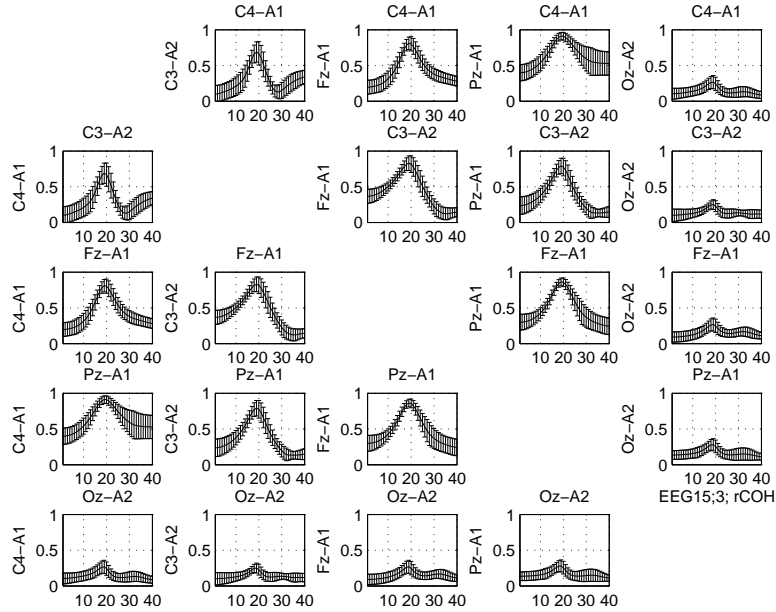 C4−A1 C4−A1 C4−A1 C4−A1
C3−A2 Fz−A1 Pz−A1 Oz−A2
1 0.5 0 1 0.5 0 1 0.5 0 1 0.5 0
10 20 30 40 10 20 30 40 10 20 30 40 10 20 30 40
C3−A2 C3−A2 C3−A2 C3−A2
C4−A1 Fz−A1 Pz−A1 Oz−A2
1 0.5 0 1 0.5 0 1 0.5 0 1 0.5 0
10 20 30 40 10 20 30 40 10 20 30 40 10 20 30 40
Fz−A1 Fz−A1 Fz−A1 Fz−A1
C4−A1 C3−A2 Pz−A1 Oz−A2
1 0.5 0 1 0.5 0 1 0.5 0 1 0.5 0
10 20 30 40 10 20 30 40 10 20 30 40 10 20 30 40
Pz−A1 Pz−A1 Pz−A1 Pz−A1
C4−A1 C3−A2 Fz−A1 Oz−A2
1 0.5 0 1 0.5 0 1 0.5 0 1 0.5 0
10 20 30 40 10 20 30 40 10 20 30 40 10 20 30 40
EEG15;3; rCOH
Oz−A2 Oz−A2 Oz−A2 Oz−A2
C4−A1 C3−A2 Fz−A1 Pz−A1
1 0.5 0 1 0.5 0 1 0.5 0 1 0.5 0
10 20 30 40 10 20 30 40 10 20 30 40 10 20 30 40